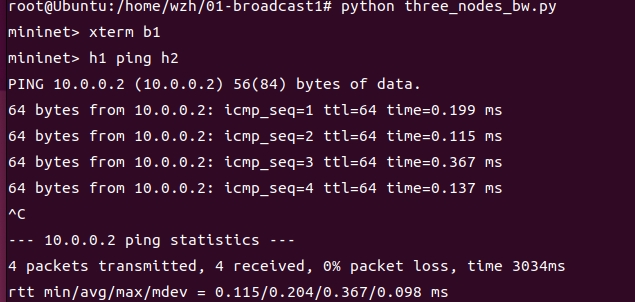 root@Ubuntu:/home/wzh/01-broadcast1# python three_nodes_bw.py
mininet> xterm b1
mininet> h1 ping h2
PING 10.0.0.2 (10.0.0.2) 56(84) bytes of data.
64 bytes from 10.0.0.2: icmp_seq=1 ttl=64 time=0.199 ms
64 bytes from 10.0.0.2: icmp_seq=2 ttl=64 time=0.115 ms
64 bytes from 10.0.0.2: icmp_seq=3 ttl=64 time=0.367 ms
64 bytes from 10.0.0.2: icmp_seq=4 ttl=64 time=0.137 ms
^C
--- 10.0.0.2 ping statistics ---
4 packets transmitted, 4 received, 0% packet loss, time 3034ms
rtt min/avg/max/mdev = 0.115/0.204/0.367/0.098 ms